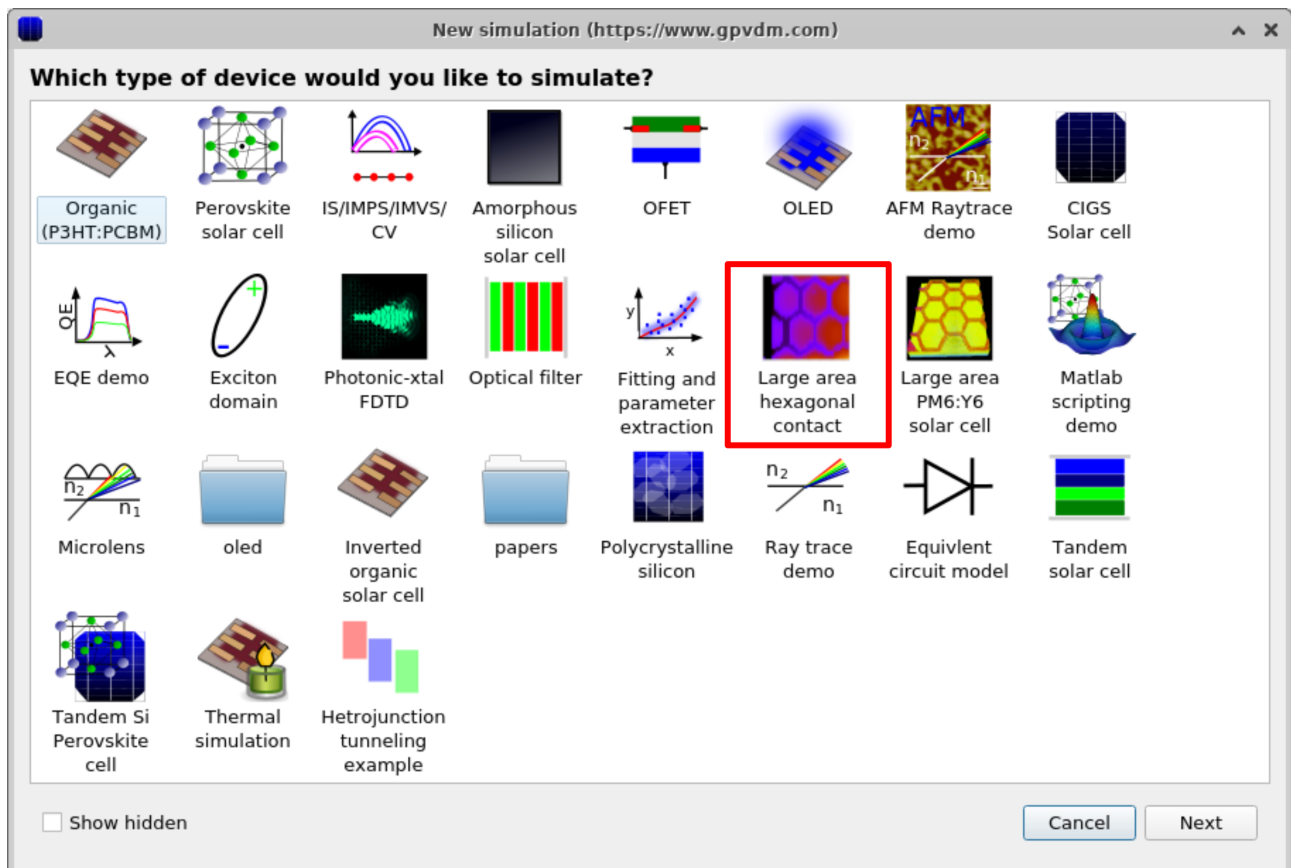 New simulation (https://www.gpvdm.com)
Which type of device would you like to simulate?
AFM
n2
n1
Organic
(P3HT:PCBM)
Perovskite
solar cell
IS/IMPS/IMVS/
CV
Amorphous
silicon
solar cell
OFET
OLED
AFM Raytrace
demo
CIGS
Solar cell
QE
λ
y
x
EQE demo
Exciton
domain
Photonic-xtal
FDTD
Optical filter
Fitting and
parameter
extraction
Large area
hexagonal
contact
Large area
PM6:Y6
solar cell
Matlab
scripting
demo
n2
n1
n2
n1
Microlens
oled
Inverted
organic
solar cell
papers
Polycrystalline
silicon
Ray trace
demo
Equivlent
circuit model
Tandem
solar cell
Tandem Si
Perovskite
cell
Thermal
simulation
Hetrojunction
tunneling
example
Show hidden
Cancel
Next